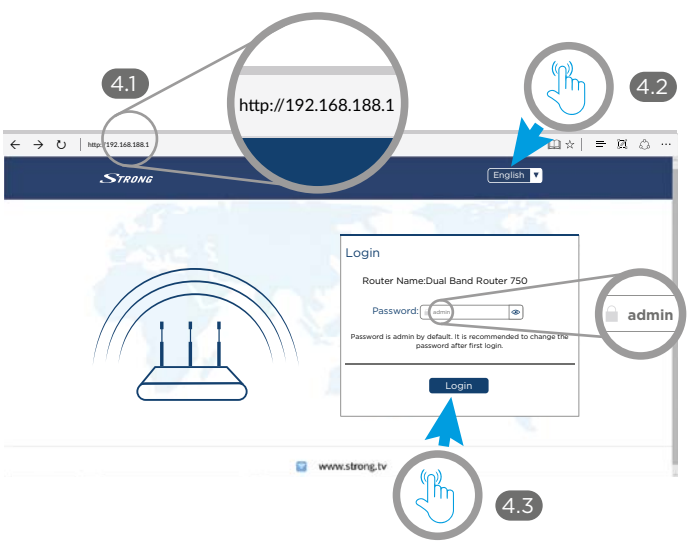 4.1
http://192.168.188.1
4.2
http://192.168.188.1
STRONG
English
Login
Router Name:Dual Band Router 750
Password:
admin
admin
Password is admin by default. It is recommended to change the
password after first login.
Login
www.strong.tv
4.3